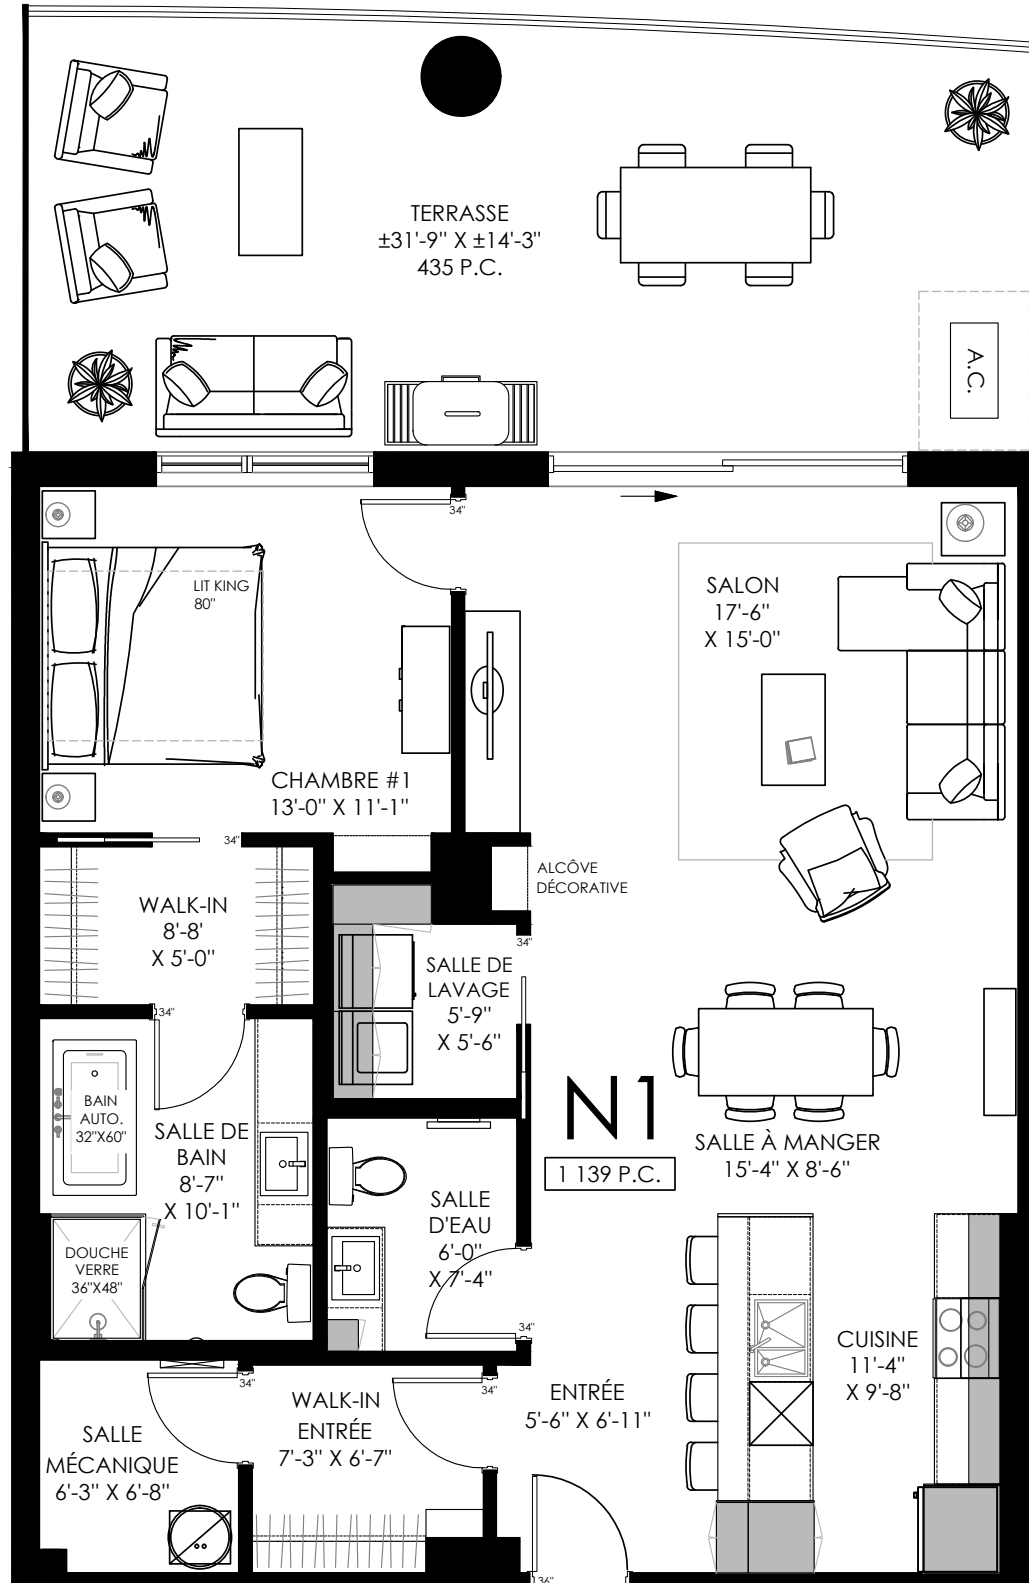 TERRASSE
±31'-9" X ±14'-3"
435 P.C.
A.C.
34"
LIT KING
80"
SALON
17'-6"
X 15'-0"
CHAMBRE #1
13'-0" X 11'-1"
34"
ALCÔVE
DÉCORATIVE
WALK-IN
8'-8'
X 5'-0"
34"
SALLE DE
LAVAGE
5'-9"
X 5'-6"
34"
BAIN
AUTO.
32"X60"
SALLE DE
BAIN
8'-7"
X 10'-1"
N1
1 139 P.C.
SALLE À MANGER
15'-4" X 8'-6"
SALLE
D'EAU
6'-0"
X 7'-4"
34"
DOUCHE
VERRE
36"X48"
CUISINE
11'-4"
X 9'-8"
34"
34"
WALK-IN
ENTRÉE
7'-3" X 6'-7"
ENTRÉE
5'-6" X 6'-11"
SALLE
MÉCANIQUE
6'-3" X 6'-8"
36"